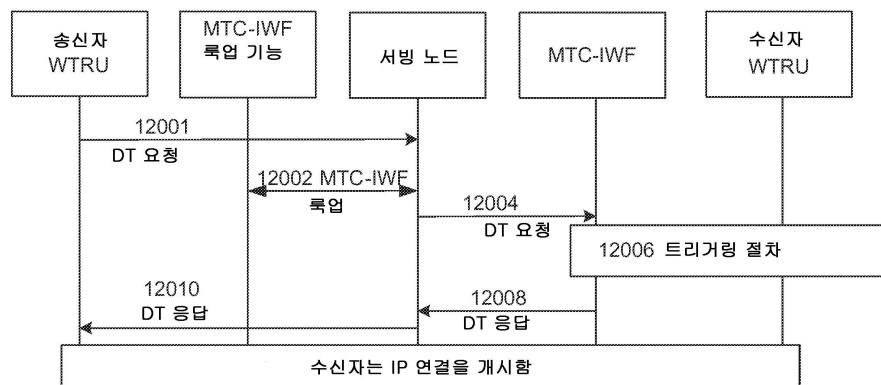 송신자
WTRU
MTC-IWF
룩업 기능
서빙 노드
MTC-IWF
수신자
WTRU
12001
DT 요청
12002 MTC-IWF
룩업
12004
DT 요청
12006 트리거링 절차
12008
DT 응답
12010
DT 응답
수신자는 IP 연결을 개시함